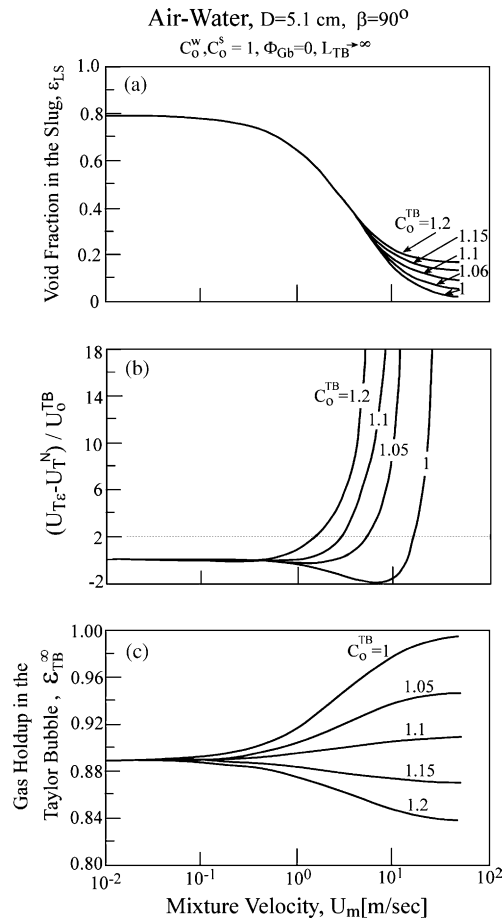 Air-Water, D=5.1 cm, β=90°
C_o^w, C_o^s = 1, Φ_Gb=0, L_TB→∞
(a)
Void Fraction in the Slug, ε_LS
1.0
0.8
0.6
0.4
0.2
0
C_o^TB=1.2
1.15
1.1
1.06
1
(b)
(U_Tε-U_T^N) / U_o^TB
18
14
10
6
2
-2
C_o^TB=1.2
1.1
1.05
1
(c)
Gas Holdup in the
Taylor Bubble , ε_TB^∞
1.00
0.96
0.92
0.88
0.84
0.80
C_o^TB=1
1.05
1.1
1.15
1.2
10^-2
10^-1
10^0
10^1
10^2
Mixture Velocity, U_m[m/sec]